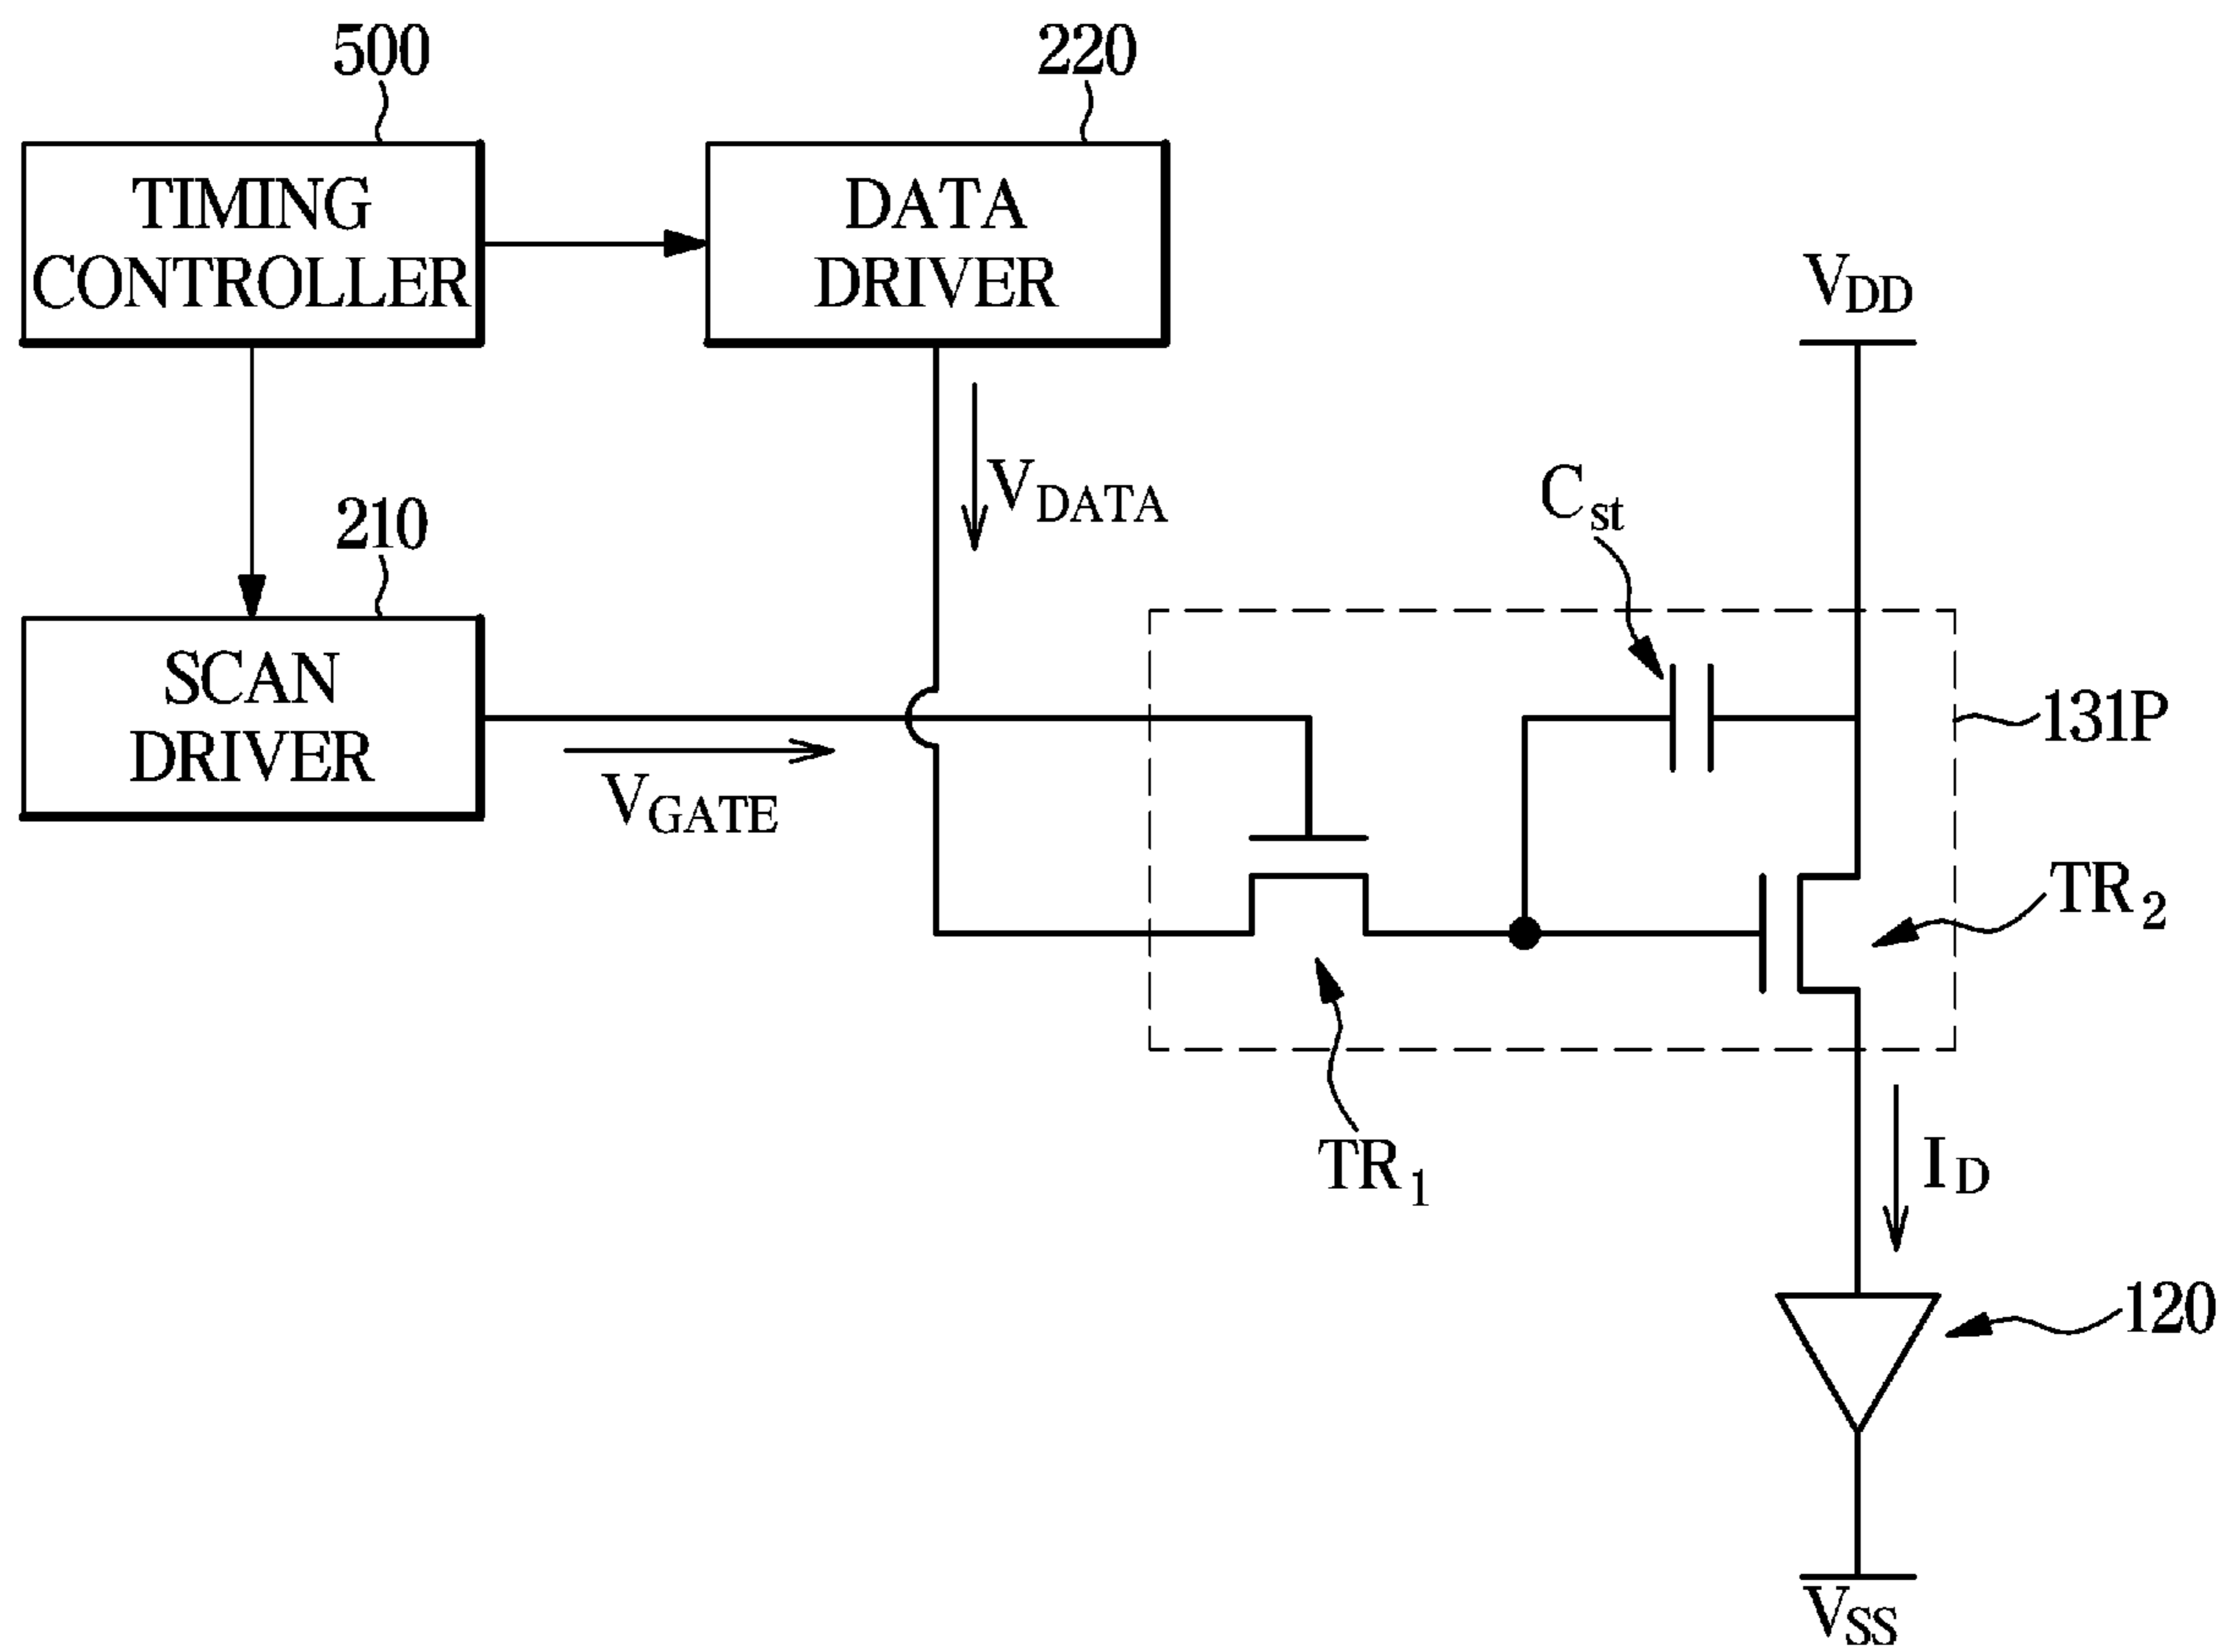 500
220
TIMING
CONTROLLER
DATA
DRIVER
VDD
VDATA
Cst
210
SCAN
DRIVER
131P
VGATE
TR2
TR1
ID
120
VSS